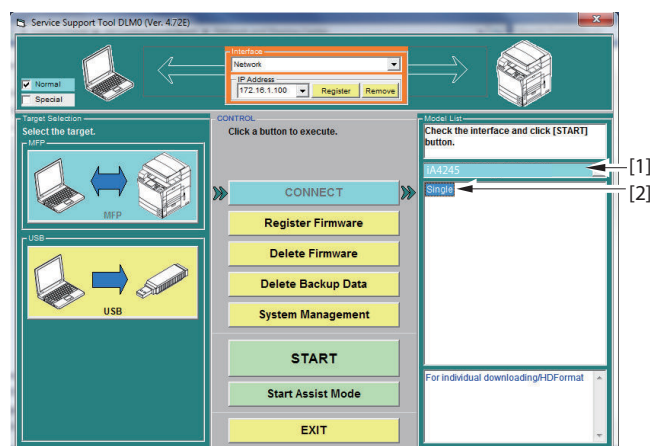 Service Support Tool DLM0 (Ver. 4.72E)
Interface
Network
IP Address
172.16.1.100
Register
Remove
Normal
Special
Target Selection
Select the target.
MFP
MFP
USB
USB
CONTROL
Click a button to execute.
CONNECT
Register Firmware
Delete Firmware
Delete Backup Data
System Management
START
Start Assist Mode
EXIT
Model List
Check the interface and click [START]
button.
iA4245
[1]
Single
[2]
For individual downloading/HDFormat